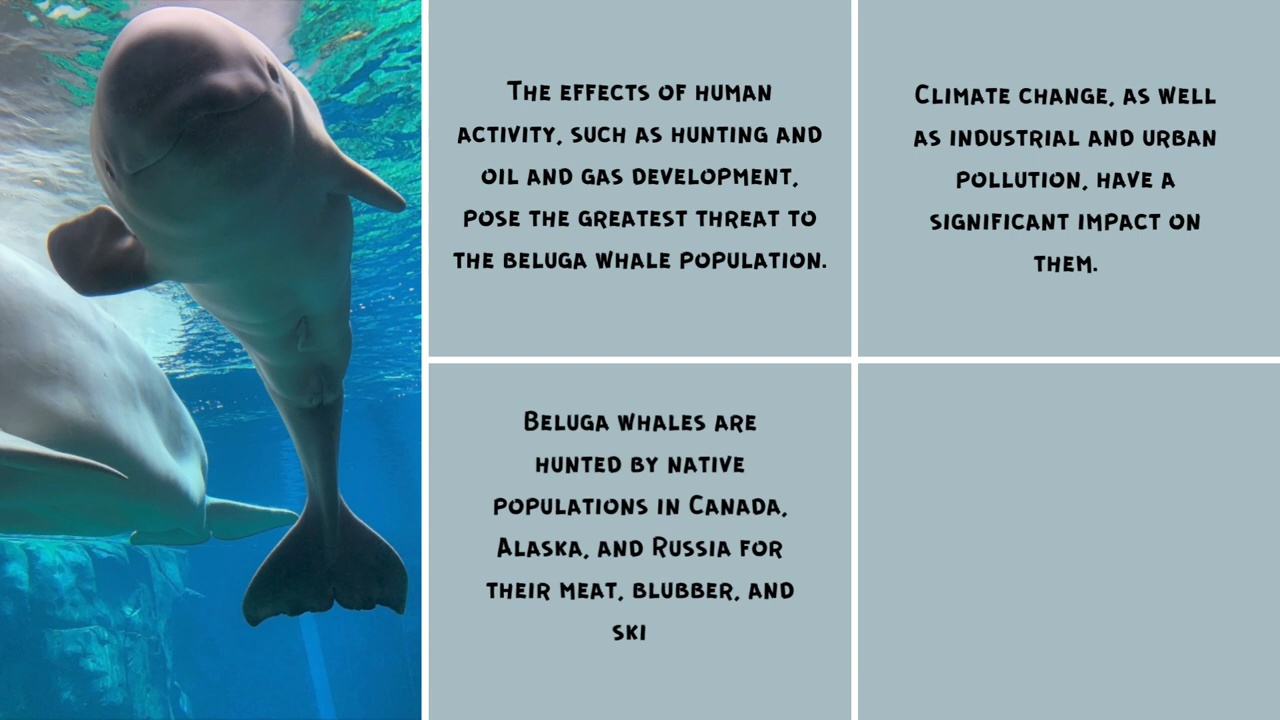 The effects of human
activity, such as hunting and
oil and gas development,
pose the greatest threat to
the beluga whale population.
Climate change, as well
as industrial and urban
pollution, have a
significant impact on
them.
Beluga whales are
hunted by native
populations in Canada,
Alaska, and Russia for
their meat, blubber, and
ski